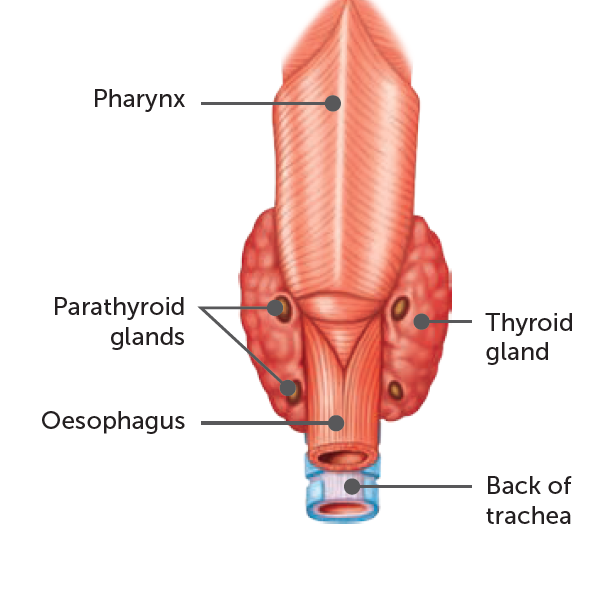 Pharynx
Parathyroid
glands
Thyroid
gland
Oesophagus
Back of
trachea